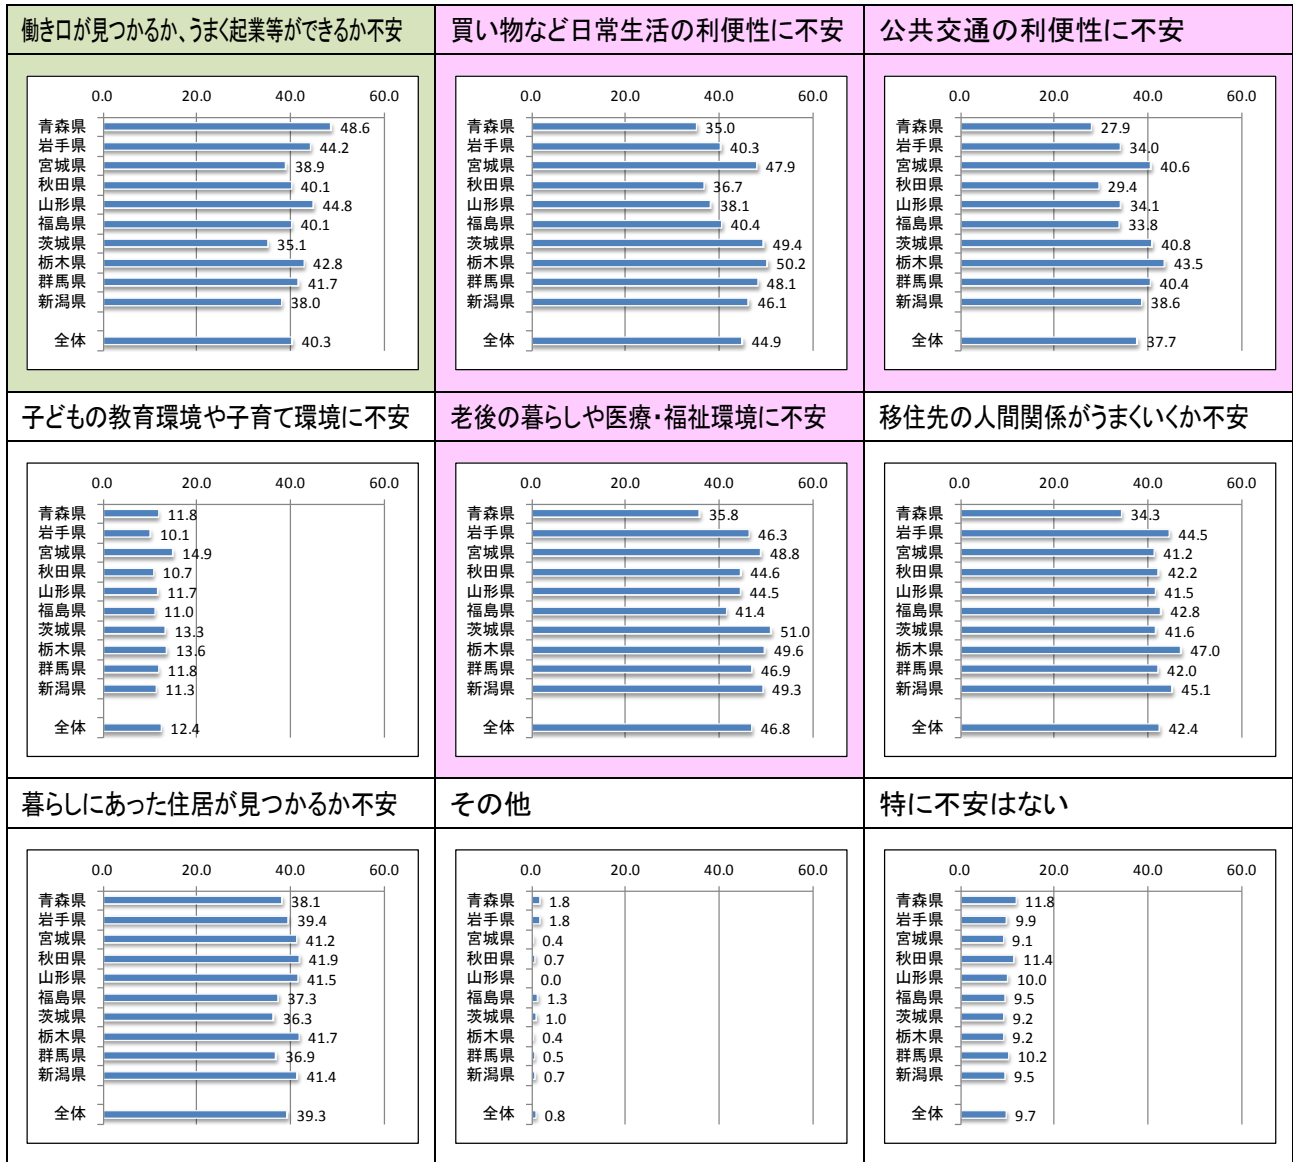 働き口が見つかるか、うまく起業等ができるか不安
0.0 20.0 40.0 60.0
青森県 48.6
岩手県 44.2
宮城県 38.9
秋田県 40.1
山形県 44.8
福島県 40.1
茨城県 35.1
栃木県 42.8
群馬県 41.7
新潟県 38.0
全体 40.3
買い物など日常生活の利便性に不安
0.0 20.0 40.0 60.0
青森県 35.0
岩手県 40.3
宮城県 47.9
秋田県 36.7
山形県 38.1
福島県 40.4
茨城県 49.4
栃木県 50.2
群馬県 48.1
新潟県 46.1
全体 44.9
公共交通の利便性に不安
0.0 20.0 40.0 60.0
青森県 27.9
岩手県 34.0
宮城県 40.6
秋田県 29.4
山形県 34.1
福島県 33.8
茨城県 40.8
栃木県 43.5
群馬県 40.4
新潟県 38.6
全体 37.7
子どもの教育環境や子育て環境に不安
0.0 20.0 40.0 60.0
青森県 11.8
岩手県 10.1
宮城県 14.9
秋田県 10.7
山形県 11.7
福島県 11.0
茨城県 13.3
栃木県 13.6
群馬県 11.8
新潟県 11.3
全体 12.4
老後の暮らしや医療・福祉環境に不安
0.0 20.0 40.0 60.0
青森県 35.8
岩手県 46.3
宮城県 48.8
秋田県 44.6
山形県 44.5
福島県 41.4
茨城県 51.0
栃木県 49.6
群馬県 46.9
新潟県 49.3
全体 46.8
移住先の人間関係がうまくいくか不安
0.0 20.0 40.0 60.0
青森県 34.3
岩手県 44.5
宮城県 41.2
秋田県 42.2
山形県 41.5
福島県 42.8
茨城県 41.6
栃木県 47.0
群馬県 42.0
新潟県 45.1
全体 42.4
暮らしにあった住居が見つかるか不安
0.0 20.0 40.0 60.0
青森県 38.1
岩手県 39.4
宮城県 41.2
秋田県 41.9
山形県 41.5
福島県 37.3
茨城県 36.3
栃木県 41.7
群馬県 36.9
新潟県 41.4
全体 39.3
その他
0.0 20.0 40.0 60.0
青森県 1.8
岩手県 1.8
宮城県 0.4
秋田県 0.7
山形県 0.0
福島県 1.3
茨城県 1.0
栃木県 0.4
群馬県 0.5
新潟県 0.7
全体 0.8
特に不安はない
0.0 20.0 40.0 60.0
青森県 11.8
岩手県 9.9
宮城県 9.1
秋田県 11.4
山形県 10.0
福島県 9.5
茨城県 9.2
栃木県 9.2
群馬県 10.2
新潟県 9.5
全体 9.7